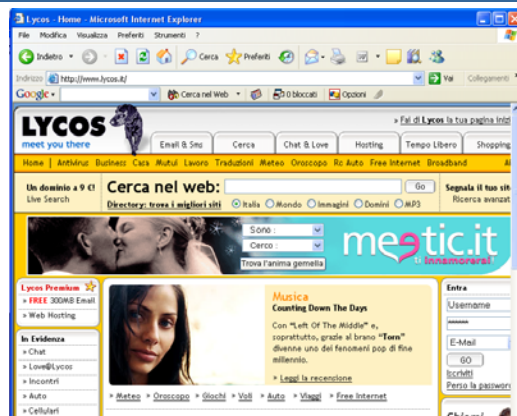 Lycos - Home - Microsoft Internet Explorer
File Modifica Visualizza Preferiti Strumenti ?
Indietro Cerca Preferiti
Indirizzo http://www.lycos.it/ Vai Collegamenti
Google Cerca nel Web 0 bloccati Opzioni
» Fai di Lycos la tua pagina inizi
LYCOS
meet you there
Email & Sms Cerca Chat & Love Hosting Tempo Libero Shopping
Home | Antivirus Business Casa Mutui Lavoro Traduzioni Meteo Oroscopo Rc Auto Free Internet Broadband
Un dominio a 9 €!
Live Search
Cerca nel web: Go
Directory: trova i migliori siti Italia Mondo Immagini Domini MP3
Segnala il tuo sit
Ricerca avanzat
Sono :
Cerco :
Trova l'anima gemella
meetic.it
Innamorarsi
Lycos Premium
» FREE 300MB Email
» Web Hosting
In Evidenza
» Chat
» Love@Lycos
» Incontri
» Auto
» Cellulari
Musica
Counting Down The Days
Con "Left Of The Middle" e,
soprattutto, grazie al brano "Torn"
divenne uno dei fenomeni pop di fine
millennio.
» Leggi la recensione
» Meteo » Oroscopo » Giochi » Voli » Auto » Viaggi » Free Internet
Entra
Username
E-Mail
GO
Iscriviti
Perso la passwor